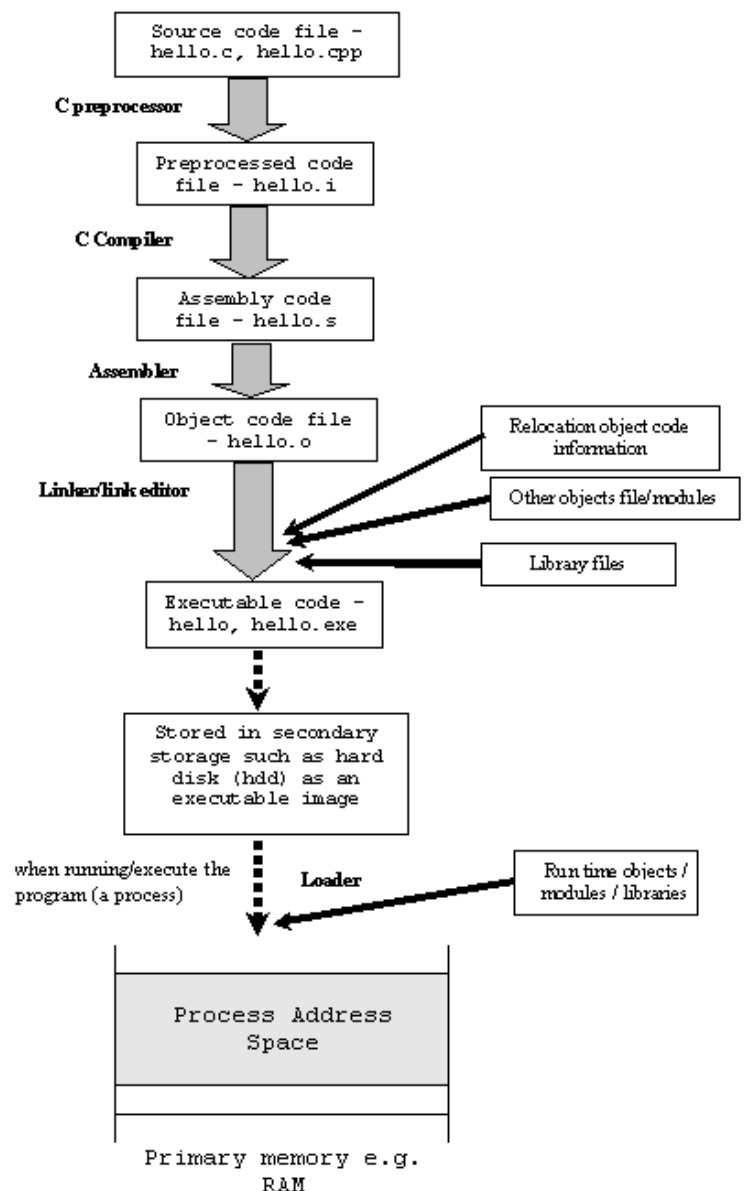 Source code file -
hello.c, hello.cpp
C preprocessor
Preprocessed code
file - hello.i
C Compiler
Assembly code
file - hello.s
Assembler
Object code file
- hello.o
Relocation object code
information
Linker/link editor
Other objects file/modules
Library files
Executable code -
hello, hello.exe
Stored in secondary
storage such as hard
disk (hdd) as an
executable image
when running/execute the
program (a process)
Loader
Run time objects /
modules / libraries
Process Address
Space
Primary memory e.g.
RAM